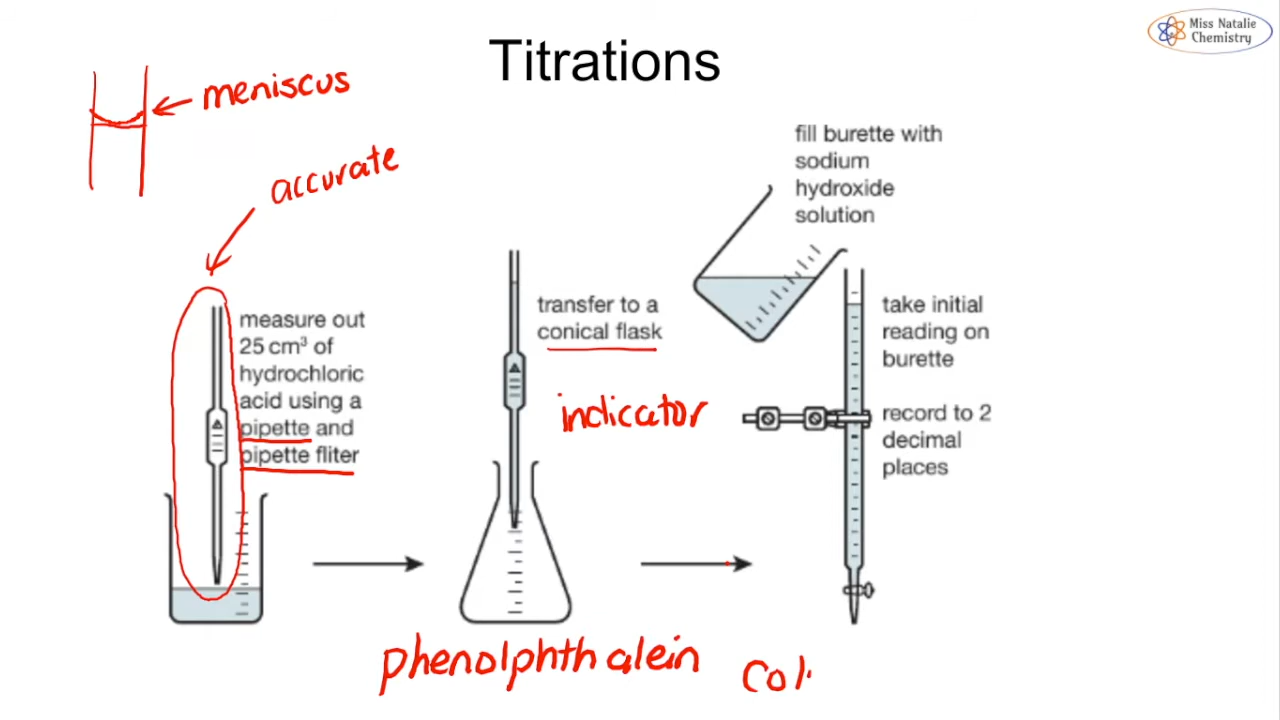 Miss Natalie
Chemistry
Titrations
meniscus
accurate
measure out
25 cm³ of
hydrochloric
acid using a
pipette and
pipette fliter
transfer to a
conical flask
indicator
fill burette with
sodium
hydroxide
solution
take initial
reading on
burette
record to 2
decimal
places
phenolphthalein